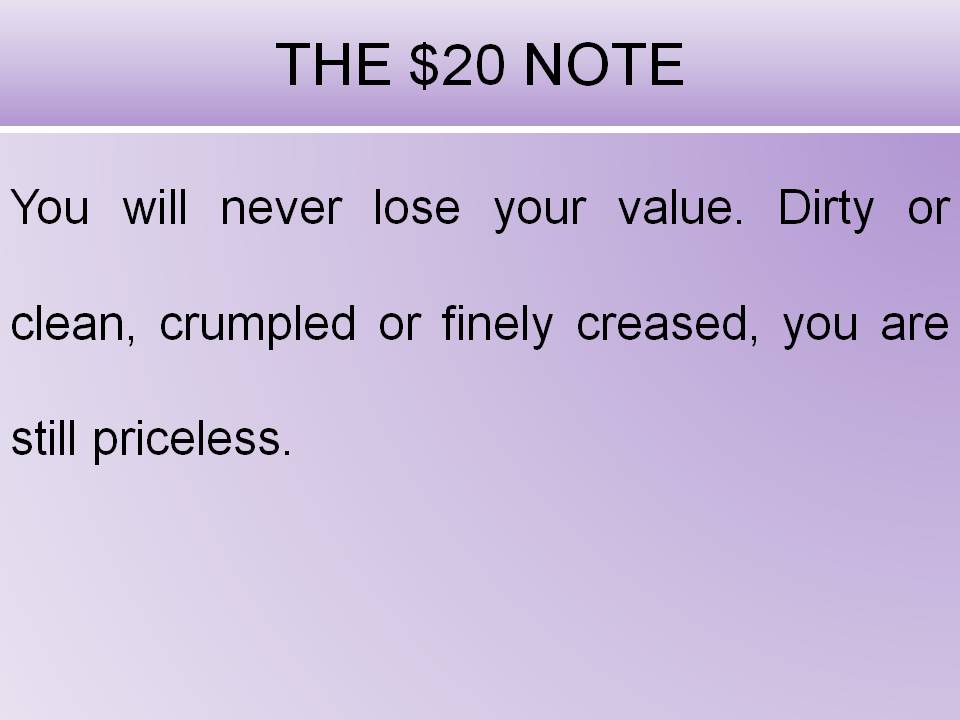 THE $20 NOTE
You will never lose your value. Dirty or
clean, crumpled or finely creased, you are
still priceless.